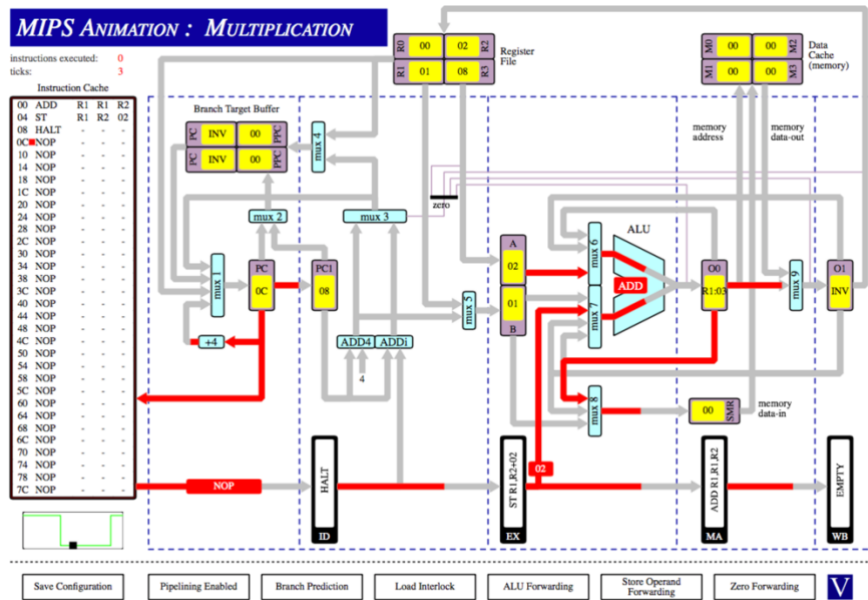 MIPS ANIMATION : MULTIPLICATION
instructions executed: 0
ticks: 3
Instruction Cache
00 ADD R1 R1 R2
04 ST R1 R2 02
08 HALT
0C NOP - - -
10 NOP - - -
14 NOP - - -
18 NOP - - -
1C NOP - - -
20 NOP - - -
24 NOP - - -
28 NOP - - -
2C NOP - - -
30 NOP - - -
34 NOP - - -
38 NOP - - -
3C NOP - - -
40 NOP - - -
44 NOP - - -
48 NOP - - -
4C NOP - - -
50 NOP - - -
54 NOP - - -
58 NOP - - -
5C NOP - - -
60 NOP - - -
64 NOP - - -
68 NOP - - -
6C NOP - - -
70 NOP - - -
74 NOP - - -
78 NOP - - -
7C NOP - - -
R0 00 02 R2
R1 01 08 R3
Register
File
M0 00 00 M2
M1 00 00 M3
Data
Cache
(memory)
Branch Target Buffer
PC INV 00 PPC
PC INV 00 PPC
mux 4
mux 2
mux 3
memory
address
memory
data-out
zero
mux 1
PC
0C
PC1
08
+4
ADD4
ADDi
4
mux 5
A
02
01
B
mux 6
mux 7
ALU
ADD
O0
R1:03
mux 9
O1
INV
mux 8
00 SMR
memory
data-in
NOP
HALT
ID
ST R1,R2+02
EX
02
ADD R1,R1,R2
MA
EMPTY
WB
Save Configuration
Pipelining Enabled
Branch Prediction
Load Interlock
ALU Forwarding
Store Operand
Forwarding
Zero Forwarding
V